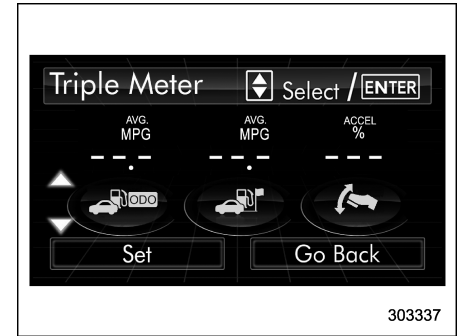 Triple Meter Select / ENTER
AVG. AVG. ACCEL
MPG MPG %
--.- --.- ---
ODO
Set Go Back
303337